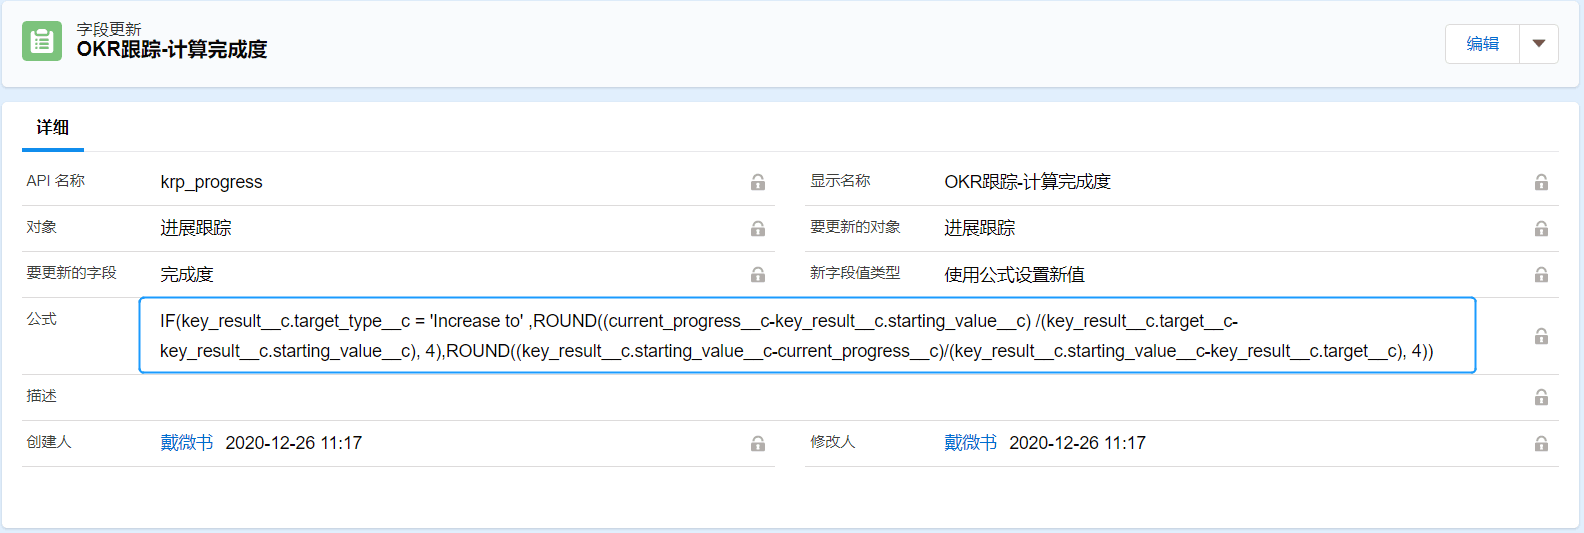 字段更新
OKR跟踪-计算完成度
编辑
详细
API 名称 krp_progress 显示名称 OKR跟踪-计算完成度
对象 进展跟踪 要更新的对象 进展跟踪
要更新的字段 完成度 新字段值类型 使用公式设置新值
公式 IF(key_result__c.target_type__c = 'Increase to' ,ROUND((current_progress__c-key_result__c.starting_value__c) /(key_result__c.target__c-
key_result__c.starting_value__c), 4),ROUND((key_result__c.starting_value__c-current_progress__c)/(key_result__c.starting_value__c-key_result__c.target__c), 4))
描述
创建人 戴微书 2020-12-26 11:17 修改人 戴微书 2020-12-26 11:17